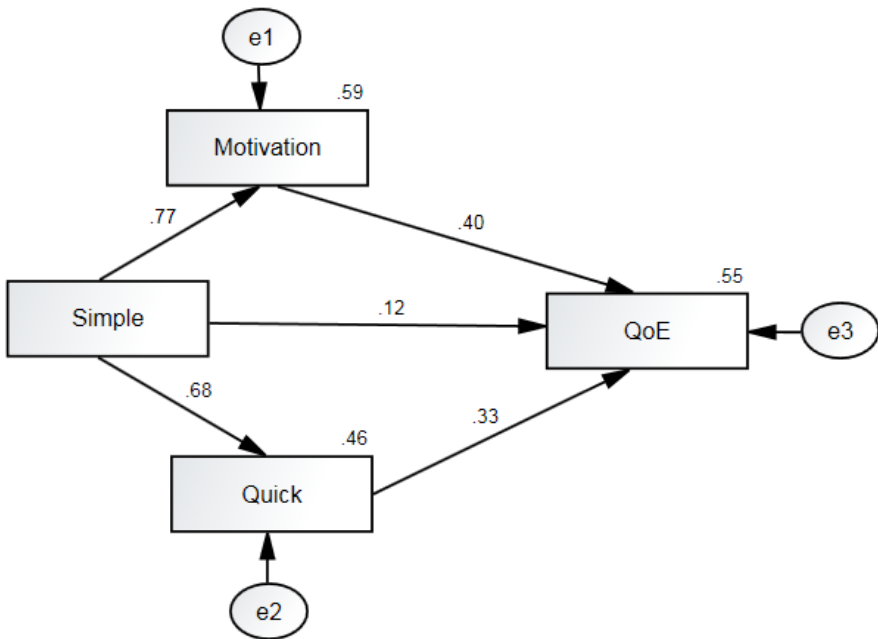 e1
.59
Motivation
.77
.40
.55
Simple
.12
QoE
e3
.68
.33
.46
Quick
e2